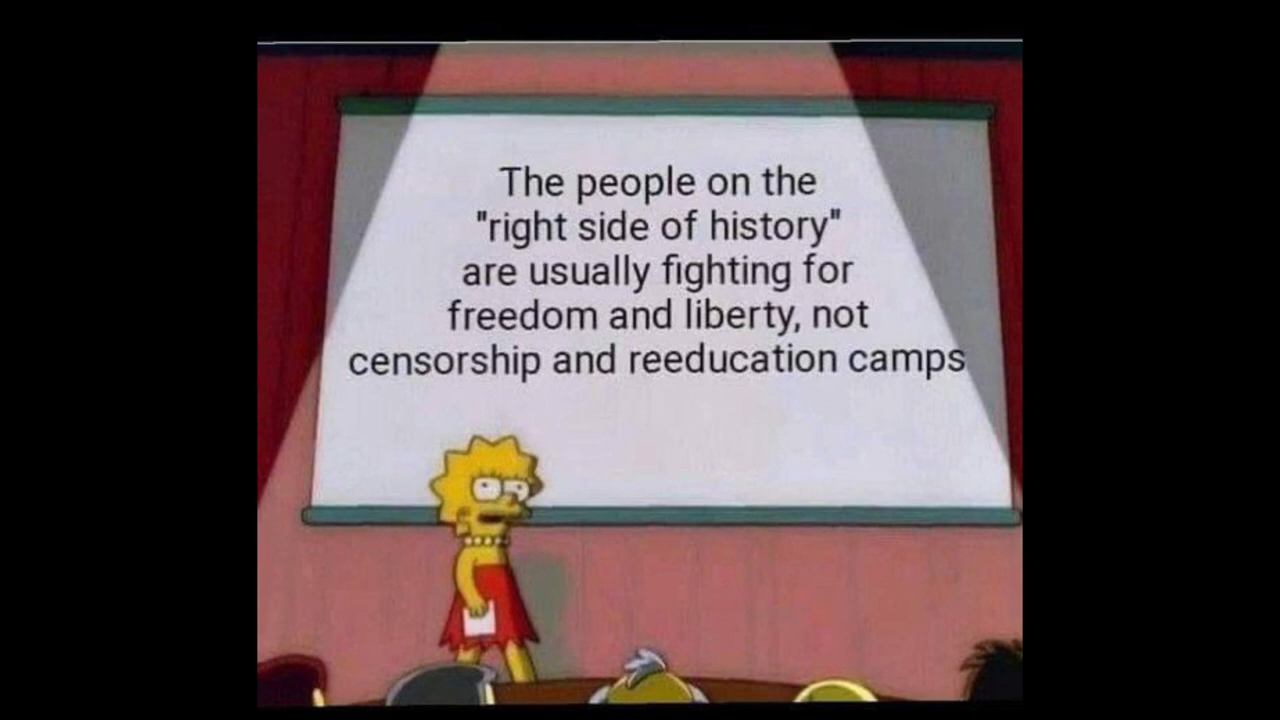 The people on the
"right side of history"
are usually fighting for
freedom and liberty, not
censorship and reeducation camps